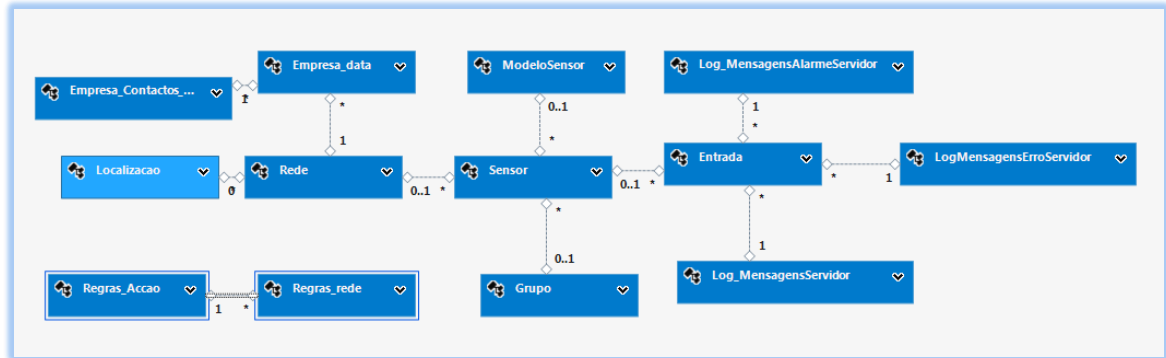 Empresa_data
ModeloSensor
Log_MensagensAlarmeServidor
Empresa_Contactos_...
1
*
*
0..1
1
*
1
*
*
Localizacao
Rede
Sensor
Entrada
LogMensagensErroServidor
0
*
0..1
*
0..1
*
*
1
*
*
0..1
1
Regras_Accao
Regras_rede
Grupo
Log_MensagensServidor
1
*